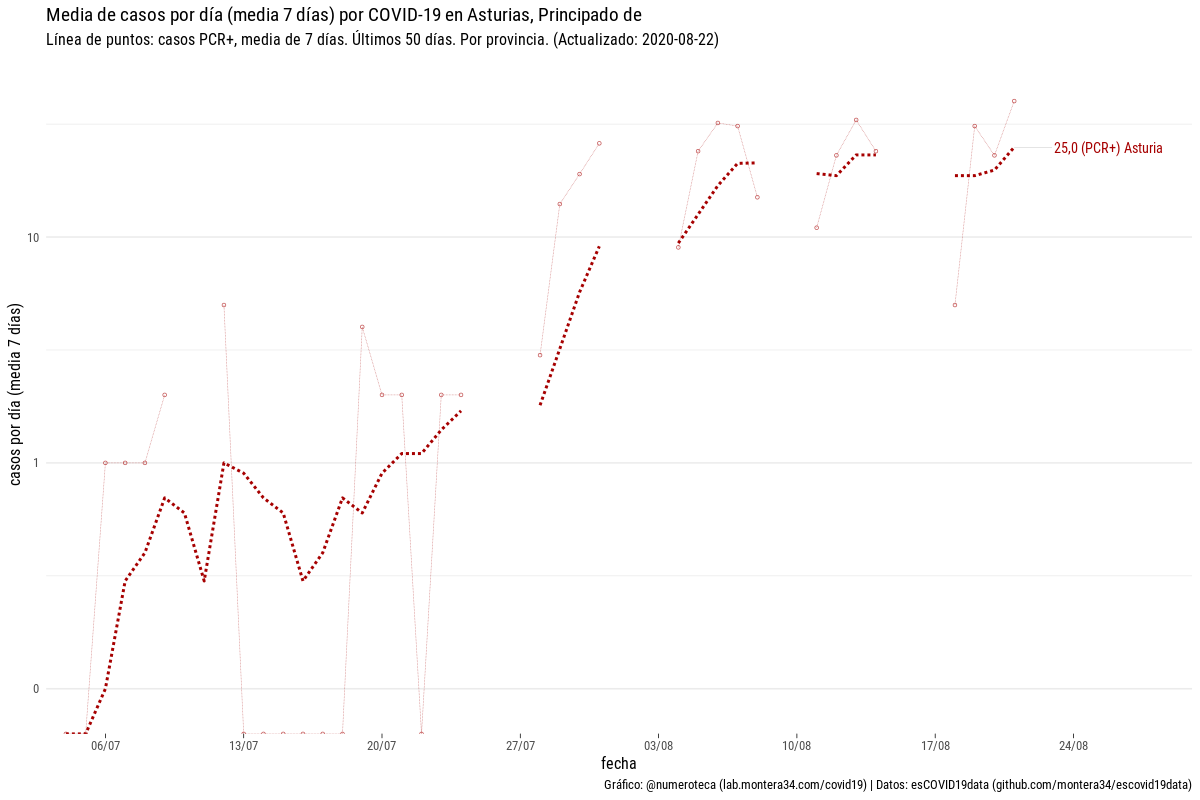 Media de casos por día (media 7 días) por COVID-19 en Asturias, Principado de
Línea de puntos: casos PCR+, media de 7 días. Últimos 50 días. Por provincia. (Actualizado: 2020-08-22)
25,0 (PCR+) Asturia
10
1
0
casos por día (media 7 días)
06/07 13/07 20/07 27/07 03/08 10/08 17/08 24/08
fecha
Gráfico: @numeroteca (lab.montera34.com/covid19) | Datos: esCOVID19data (github.com/montera34/escovid19data)